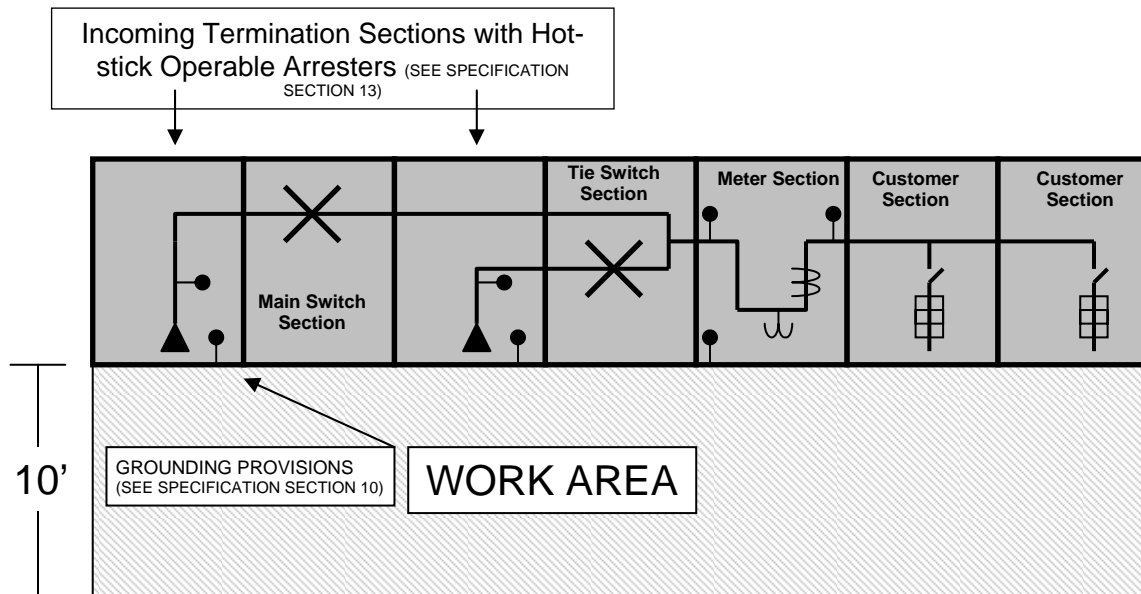 Incoming Termination Sections with Hot-
stick Operable Arresters (SEE SPECIFICATION
SECTION 13)
Tie Switch
Section
Meter Section
Customer
Section
Customer
Section
Main Switch
Section
10’
GROUNDING PROVISIONS
(SEE SPECIFICATION SECTION 10)
WORK AREA